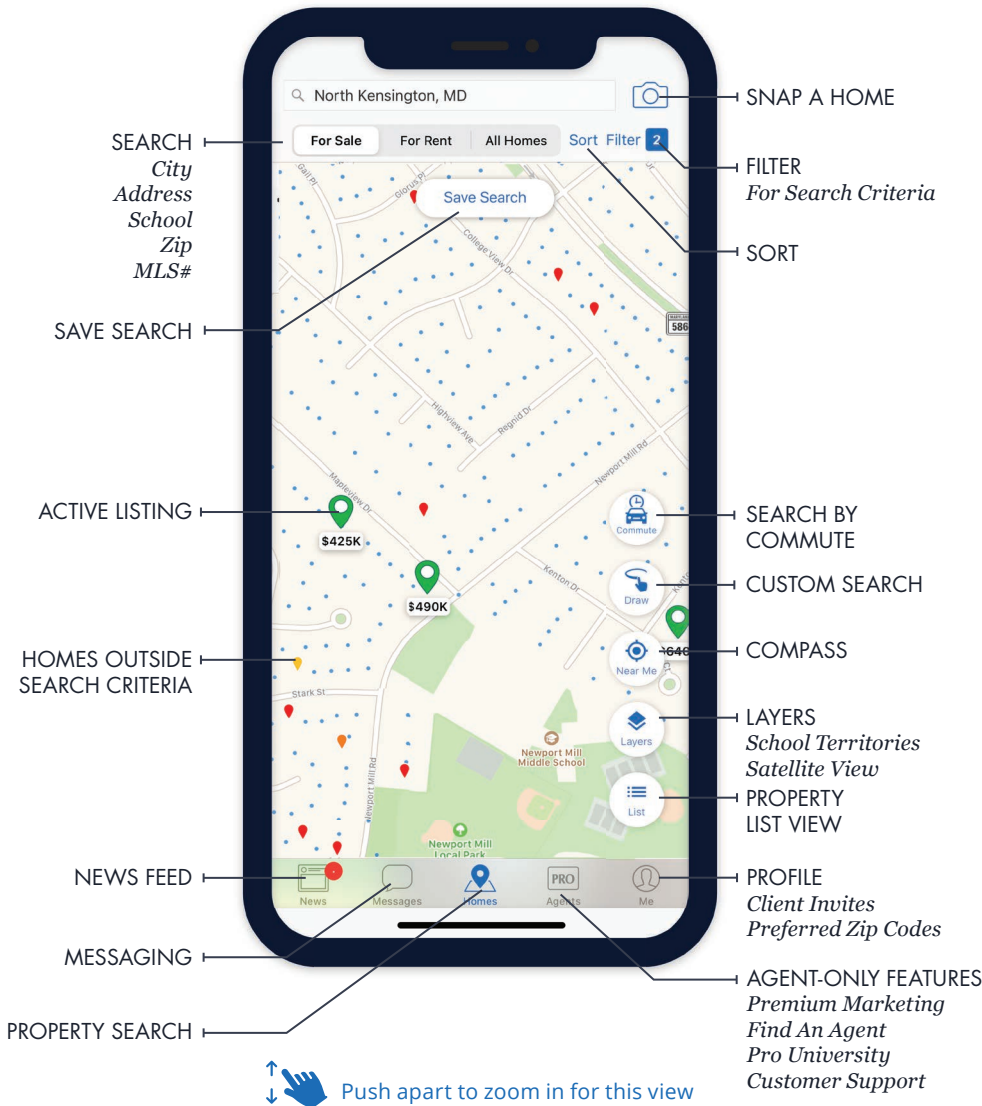 North Kensington, MD
SNAP A HOME
SEARCH
City
Address
School
Zip
MLS#
For Sale
For Rent
All Homes
Sort
Filter
2
FILTER
For Search Criteria
SORT
Save Search
SAVE SEARCH
Gail Pl
Glorus Pl
College View Dr
586
Highview Ave
Regnid Dr
Newport Mill Rd
Mapleview Dr
ACTIVE LISTING
$425K
$490K
Kenton Dr
Commute
SEARCH BY
COMMUTE
Draw
CUSTOM SEARCH
HOMES OUTSIDE
SEARCH CRITERIA
Stark St
Near Me
COMPASS
Layers
LAYERS
School Territories
Satellite View
Newport Mill
Middle School
List
PROPERTY
LIST VIEW
Newport Mill Rd
Newport Mill
Local Park
NEWS FEED
News
Messages
Homes
PRO
Agents
Me
PROFILE
Client Invites
Preferred Zip Codes
MESSAGING
PROPERTY SEARCH
AGENT-ONLY FEATURES
Premium Marketing
Find An Agent
Pro University
Customer Support
Push apart to zoom in for this view